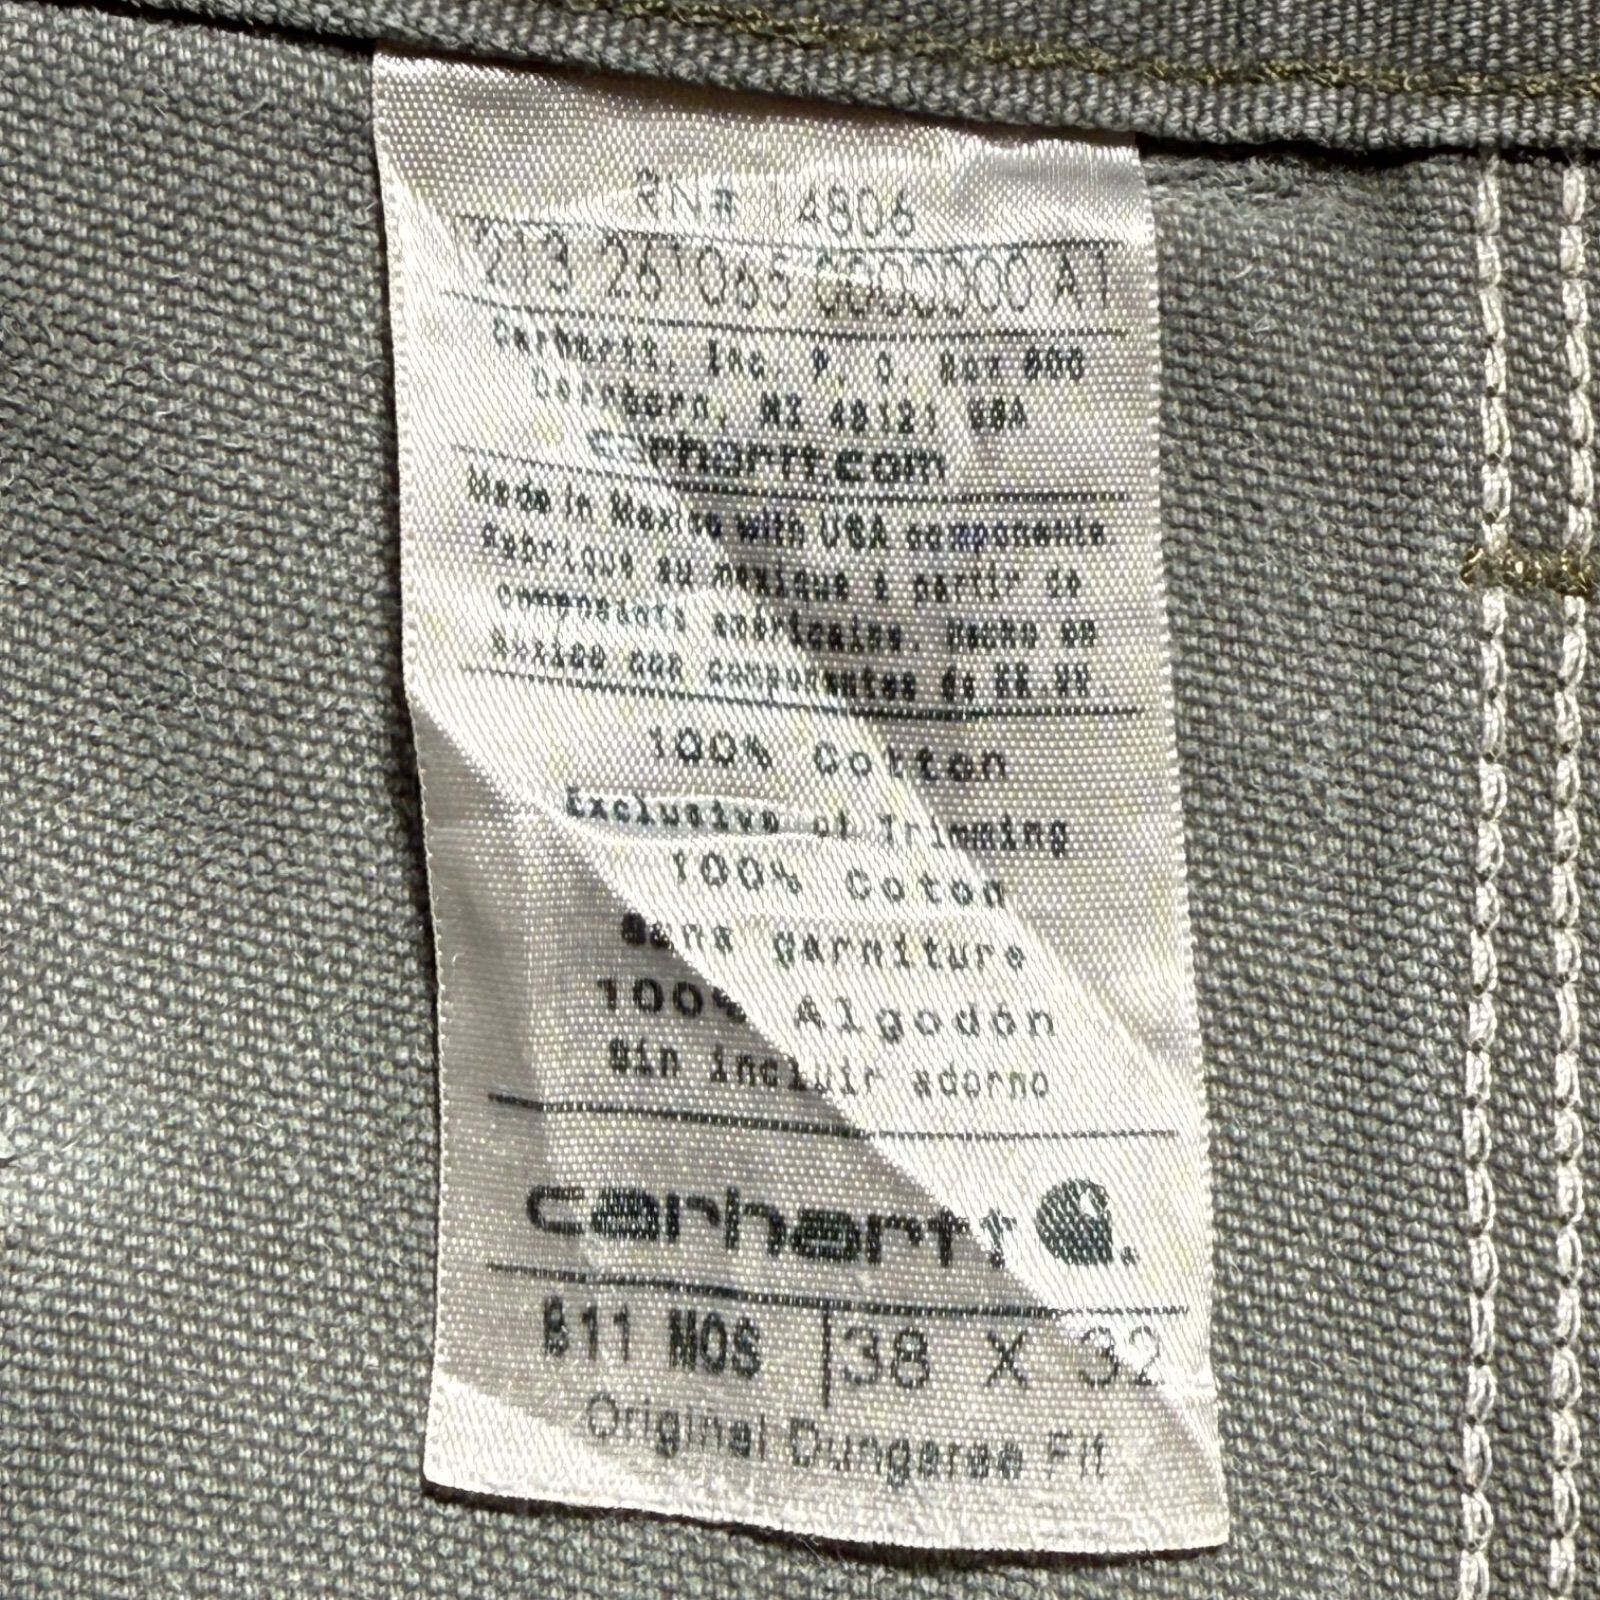 RN# 14806
213 261065 0000000 A1
Carhartt, Inc. P. O. Box 600
Dearborn, MI 48121 USA
carhartt.com
Made in Mexico with USA components
Fabriqué au mexique à partir de
composants américains. Hecho en
México con componentes de EE.UU
100% Cotton
Exclusive of Trimming
100% Coton
Sans garniture
100% Algodón
Sin incluir adorno
carhartt
B11 MOS 38 X 32
Original Dungaree Fit